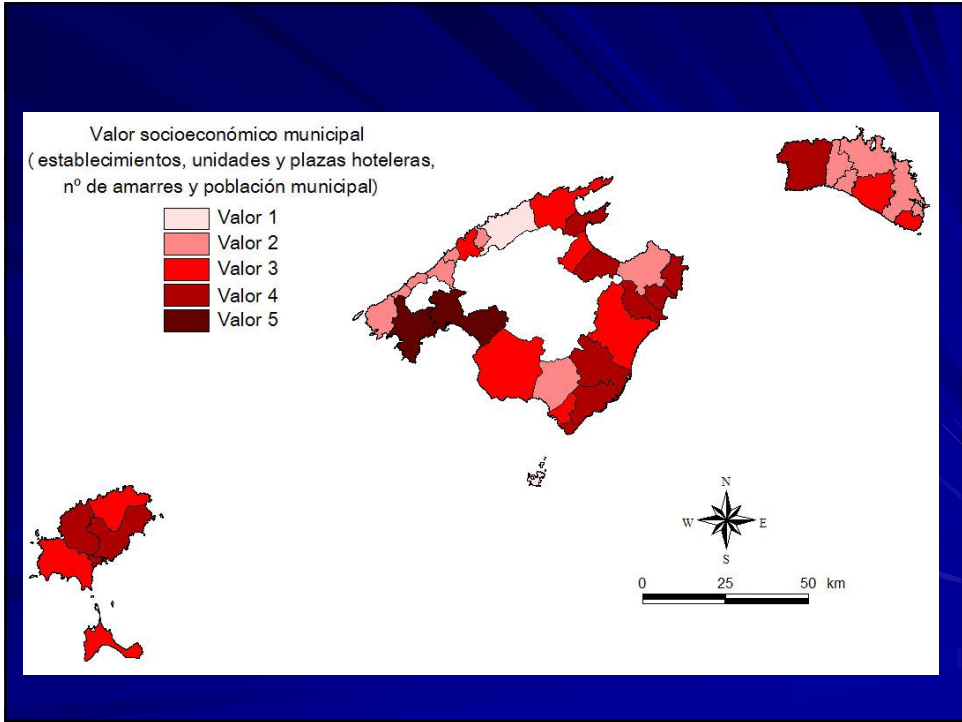 Valor socioeconómico municipal
( establecimientos, unidades y plazas hoteleras,
nº de amarres y población municipal)
Valor 1
Valor 2
Valor 3
Valor 4
Valor 5
N
W E
S
0 25 50 km